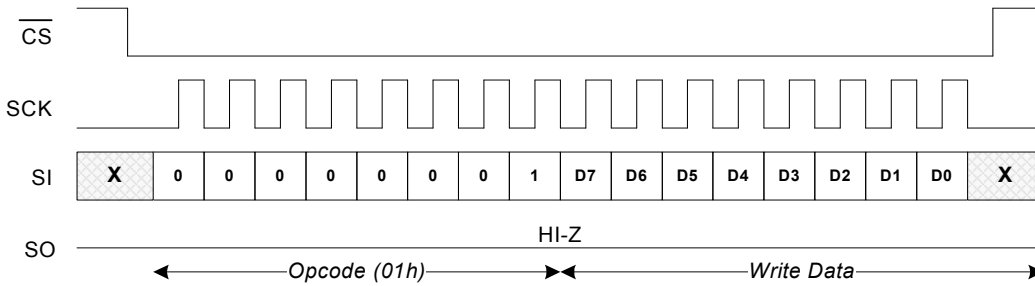 CS
SCK
SI X 0 0 0 0 0 0 0 1 D7 D6 D5 D4 D3 D2 D1 D0 X
HI-Z
SO
Opcode (01h) Write Data